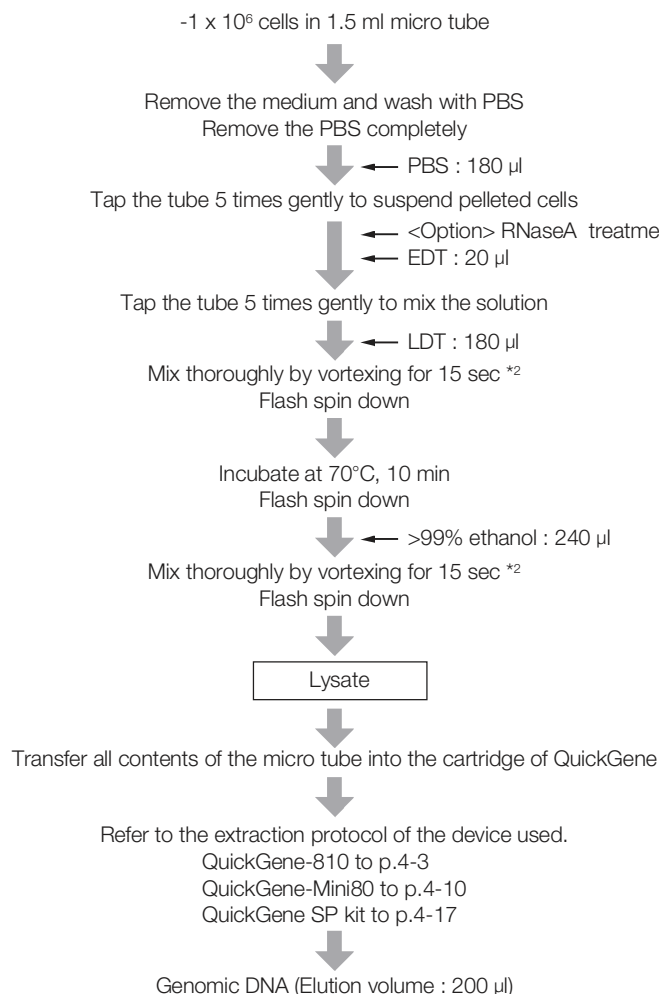 -1 x 10⁶ cells in 1.5 ml micro tube
Remove the medium and wash with PBS
Remove the PBS completely
PBS : 180 µl
Tap the tube 5 times gently to suspend pelleted cells
<Option> RNaseA treatme
EDT : 20 µl
Tap the tube 5 times gently to mix the solution
LDT : 180 µl
Mix thoroughly by vortexing for 15 sec *²
Flash spin down
Incubate at 70°C, 10 min
Flash spin down
>99% ethanol : 240 µl
Mix thoroughly by vortexing for 15 sec *²
Flash spin down
Lysate
Transfer all contents of the micro tube into the cartridge of QuickGene
Refer to the extraction protocol of the device used.
QuickGene-810 to p.4-3
QuickGene-Mini80 to p.4-10
QuickGene SP kit to p.4-17
Genomic DNA (Elution volume : 200 µl)